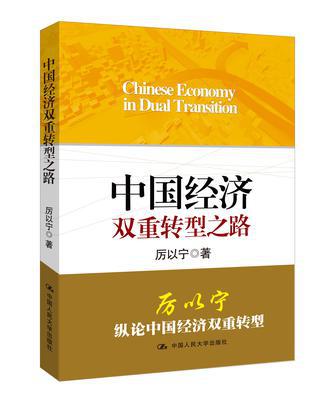 中国经济双重转型之路
厉以宁◎著
Chinese Economy
in Dual Transition
中国经济
双重转型之路
厉以宁◎著
厉以宁
纵论中国经济双重转型
中国人民大学出版社